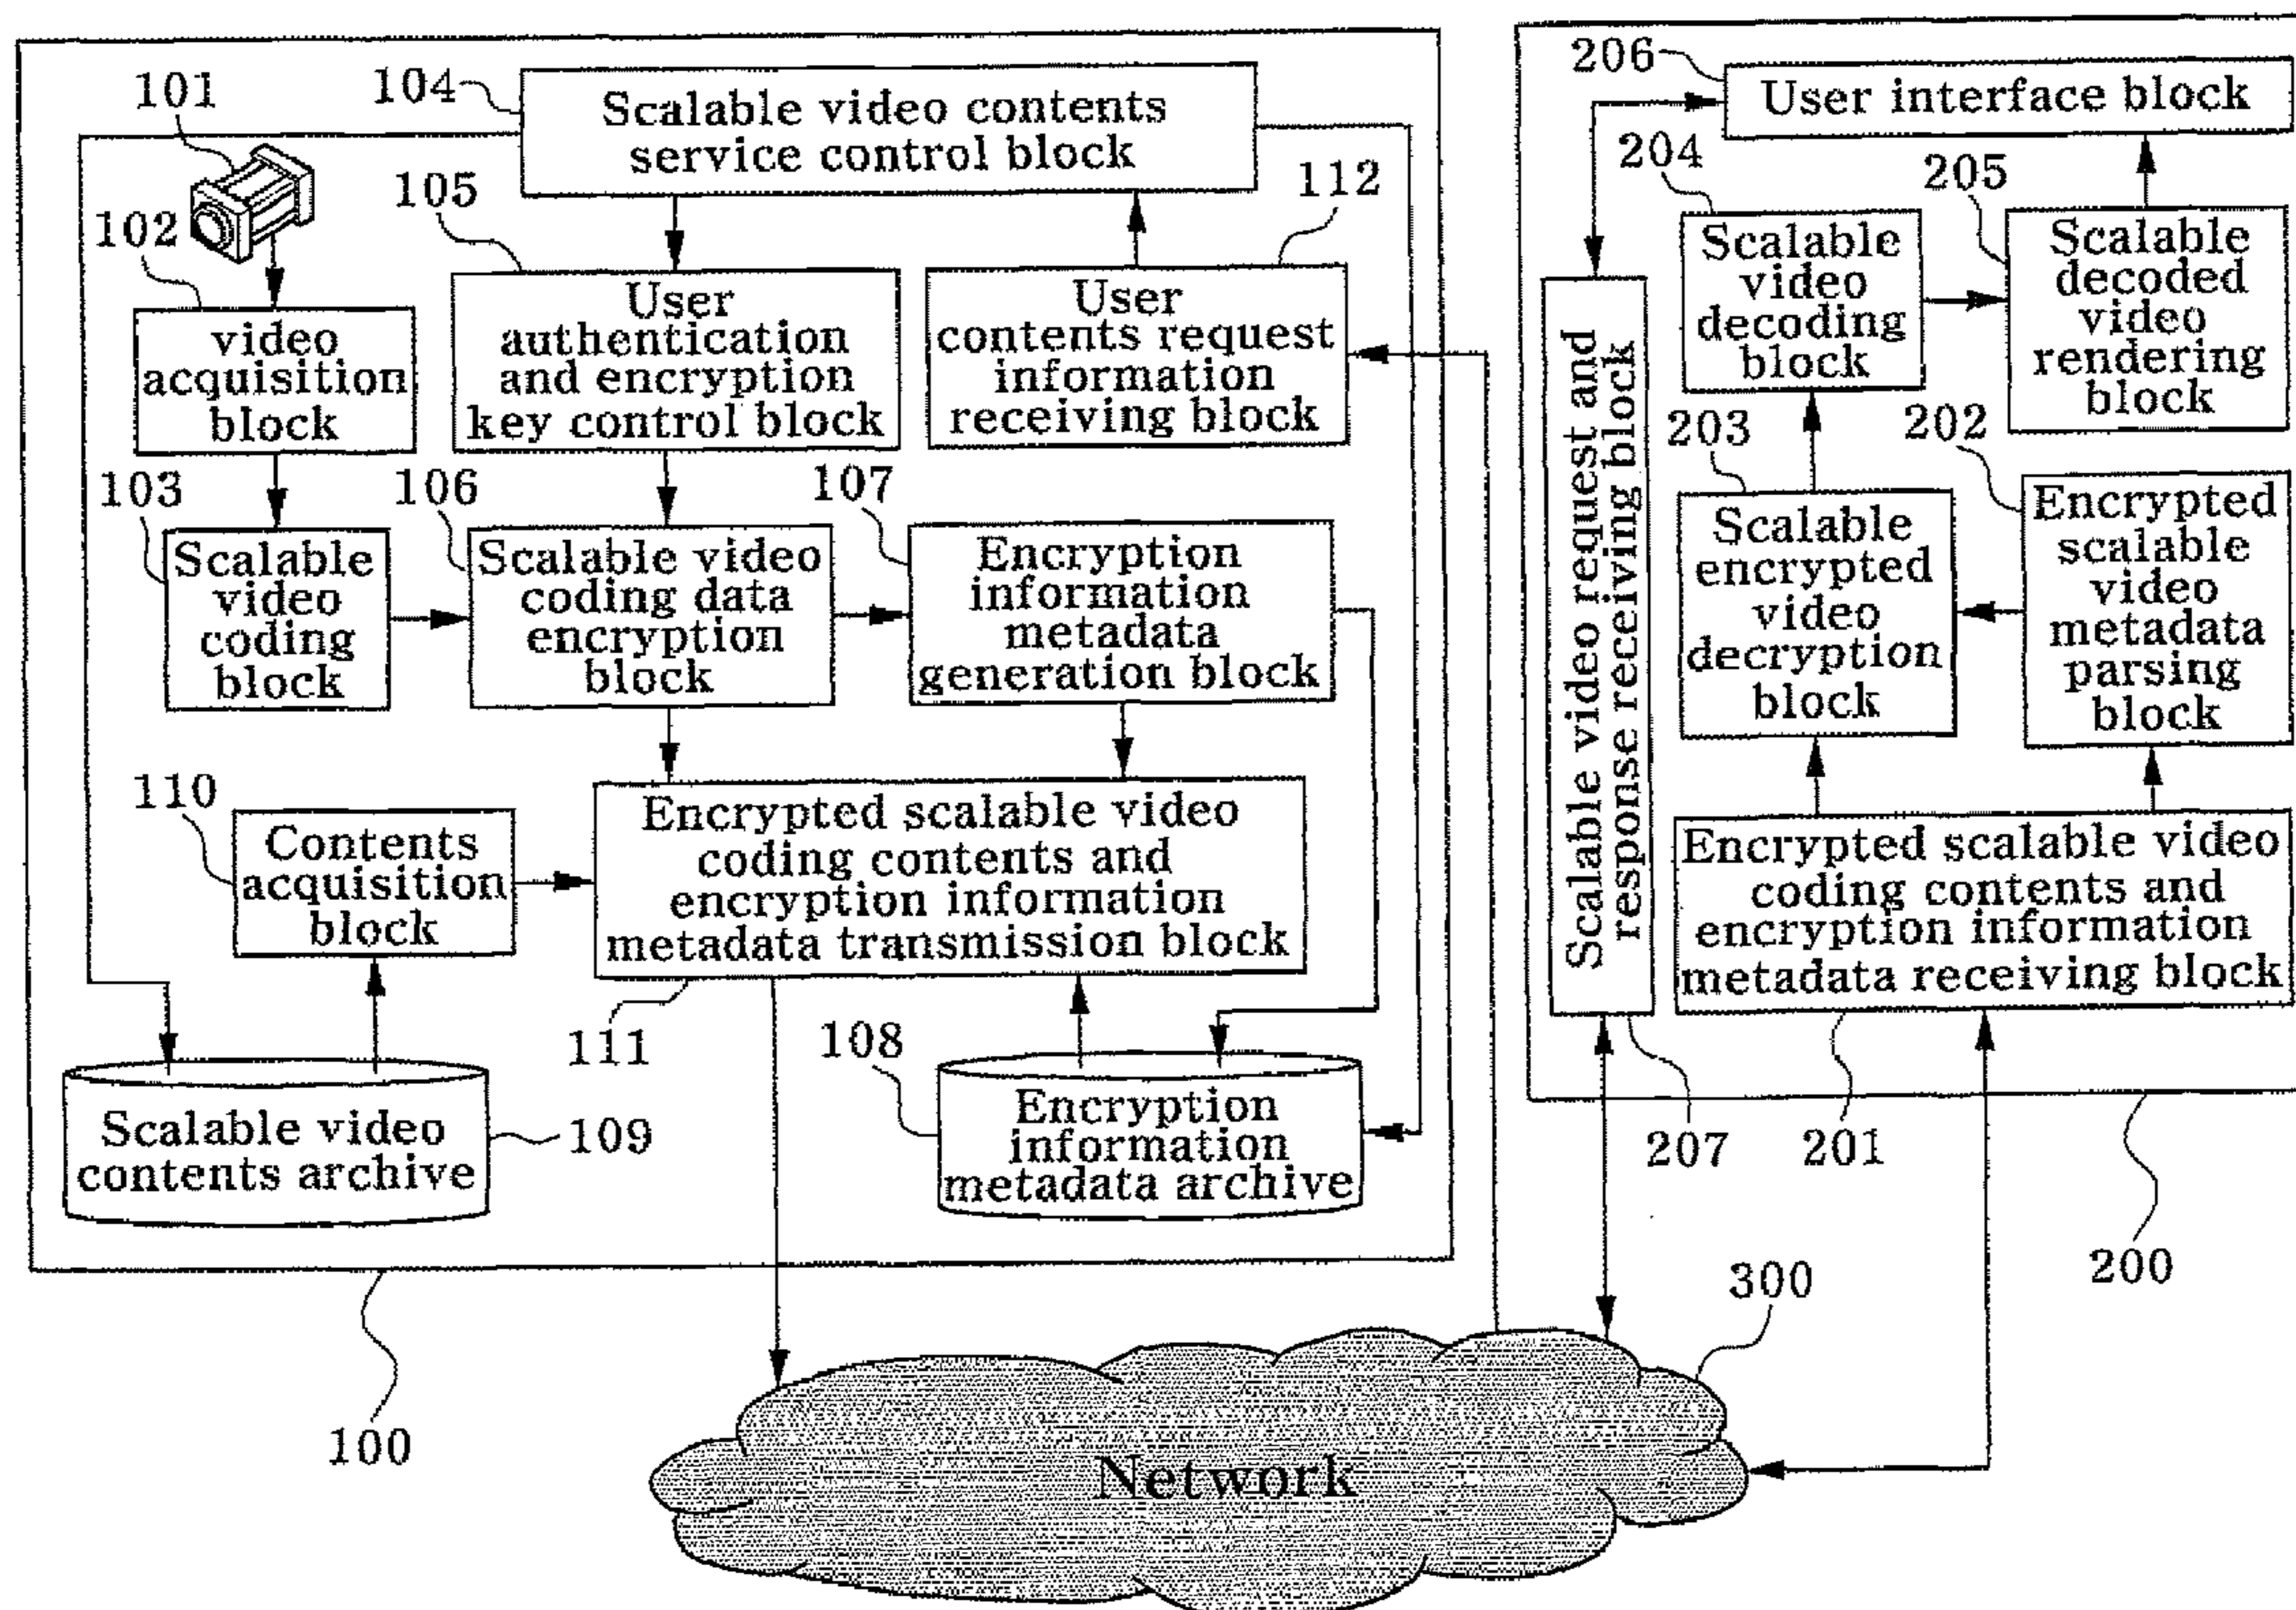 101
104
Scalable video contents
service control block
102
105
112
video
acquisition
block
User
authentication
and encryption
key control block
User
contents request
information
receiving block
103
106
107
Scalable
video
coding
block
Scalable video
coding data
encryption
block
Encryption
information
metadata
generation block
110
Contents
acquisition
block
Encrypted scalable video
coding contents and
encryption information
metadata transmission block
111
108
Scalable video
contents archive
109
Encryption
information
metadata archive
100
206
User interface block
204
205
Scalable
video
decoding
block
Scalable
decoded
video
rendering
block
203
202
Scalable
encrypted
video
decryption
block
Encrypted
scalable
video
metadata
parsing
block
Scalable video request and
response receiving block
Encrypted scalable video
coding contents and
encryption information
metadata receiving block
207
201
200
300
Network